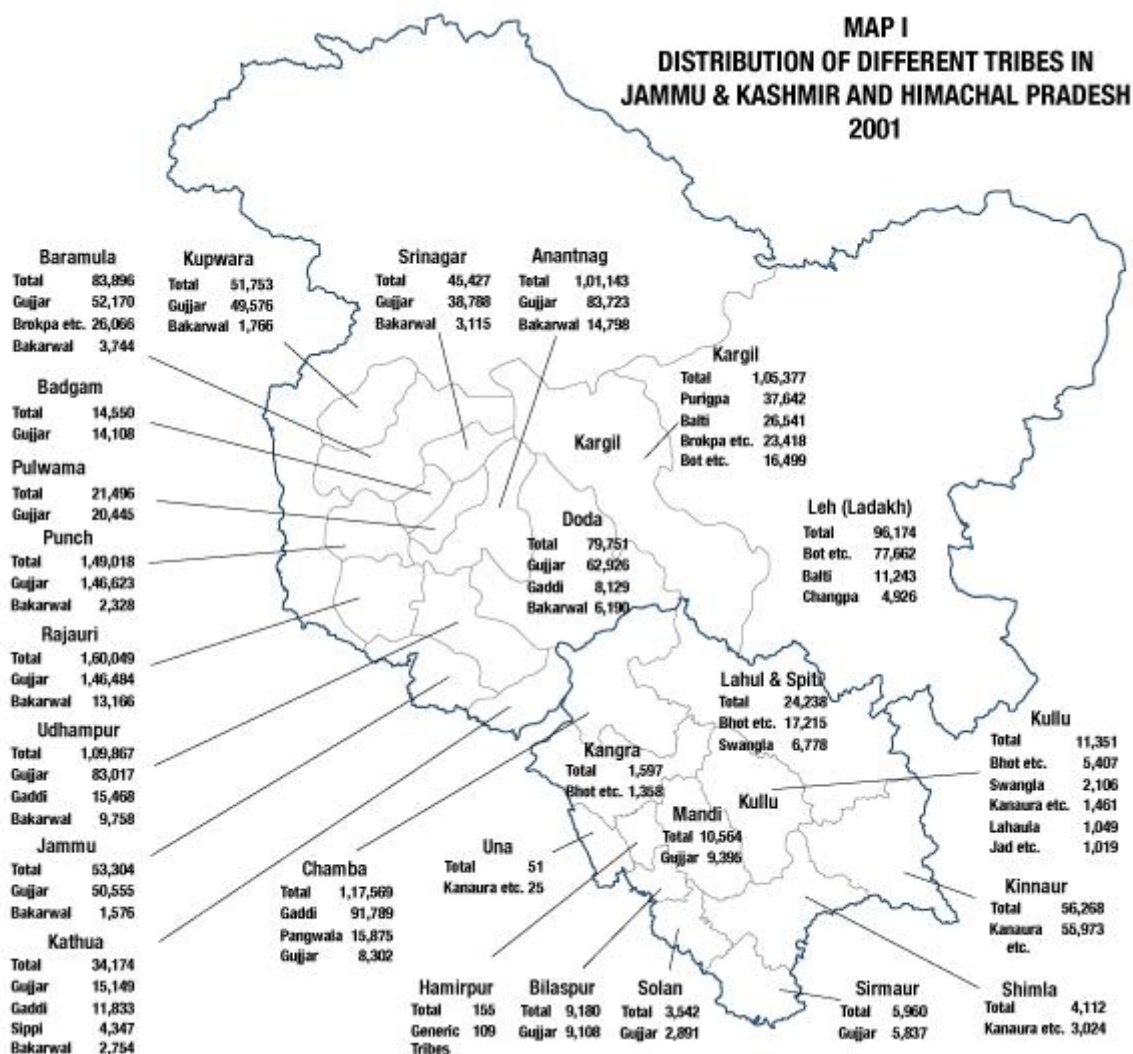 MAP I
DISTRIBUTION OF DIFFERENT TRIBES IN
JAMMU & KASHMIR AND HIMACHAL PRADESH
2001
Baramula
Total 83,896
Gujjar 52,170
Brokpa etc. 26,066
Bakarwal 3,744
Kupwara
Total 51,753
Gujjar 49,576
Bakarwal 1,766
Srinagar
Total 45,427
Gujjar 38,788
Bakarwal 3,115
Anantnag
Total 1,01,143
Gujjar 83,723
Bakarwal 14,798
Kargil
Total 1,05,377
Purigpa 37,642
Balti 26,541
Brokpa etc. 23,418
Bot etc. 16,499
Kargil
Badgam
Total 14,550
Gujjar 14,108
Pulwama
Total 21,496
Gujjar 20,445
Punch
Total 1,49,018
Gujjar 1,46,623
Bakarwal 2,328
Doda
Total 79,751
Gujjar 62,926
Gaddi 8,129
Bakarwal 6,190
Leh (Ladakh)
Total 96,174
Bot etc. 77,662
Balti 11,243
Changpa 4,926
Rajauri
Total 1,60,049
Gujjar 1,46,484
Bakarwal 13,166
Udhampur
Total 1,09,867
Gujjar 83,017
Gaddi 15,468
Bakarwal 9,758
Jammu
Total 53,304
Gujjar 50,555
Bakarwal 1,576
Kathua
Total 34,174
Gujjar 15,149
Gaddi 11,833
Sippi 4,347
Bakarwal 2,754
Lahul & Spiti
Total 24,238
Bhot etc. 17,215
Swangla 6,778
Kangra
Total 1,597
Bhot etc. 1,358
Kullu
Mandi
Total 10,564
Gujjar 9,395
Kullu
Total 11,351
Bhot etc. 5,407
Swangla 2,106
Kanaura etc. 1,461
Lahaula 1,049
Jad etc. 1,019
Una
Total 51
Kanaura etc. 25
Chamba
Total 1,17,569
Gaddi 91,789
Pangwala 15,875
Gujjar 8,302
Kinnaur
Total 56,268
Kanaura 55,973
etc.
Hamirpur
Total 155
Generic 109
Tribes
Bilaspur
Total 9,180
Gujjar 9,108
Solan
Total 3,542
Gujjar 2,891
Sirmaur
Total 5,960
Gujjar 5,837
Shimla
Total 4,112
Kanaura etc. 3,024